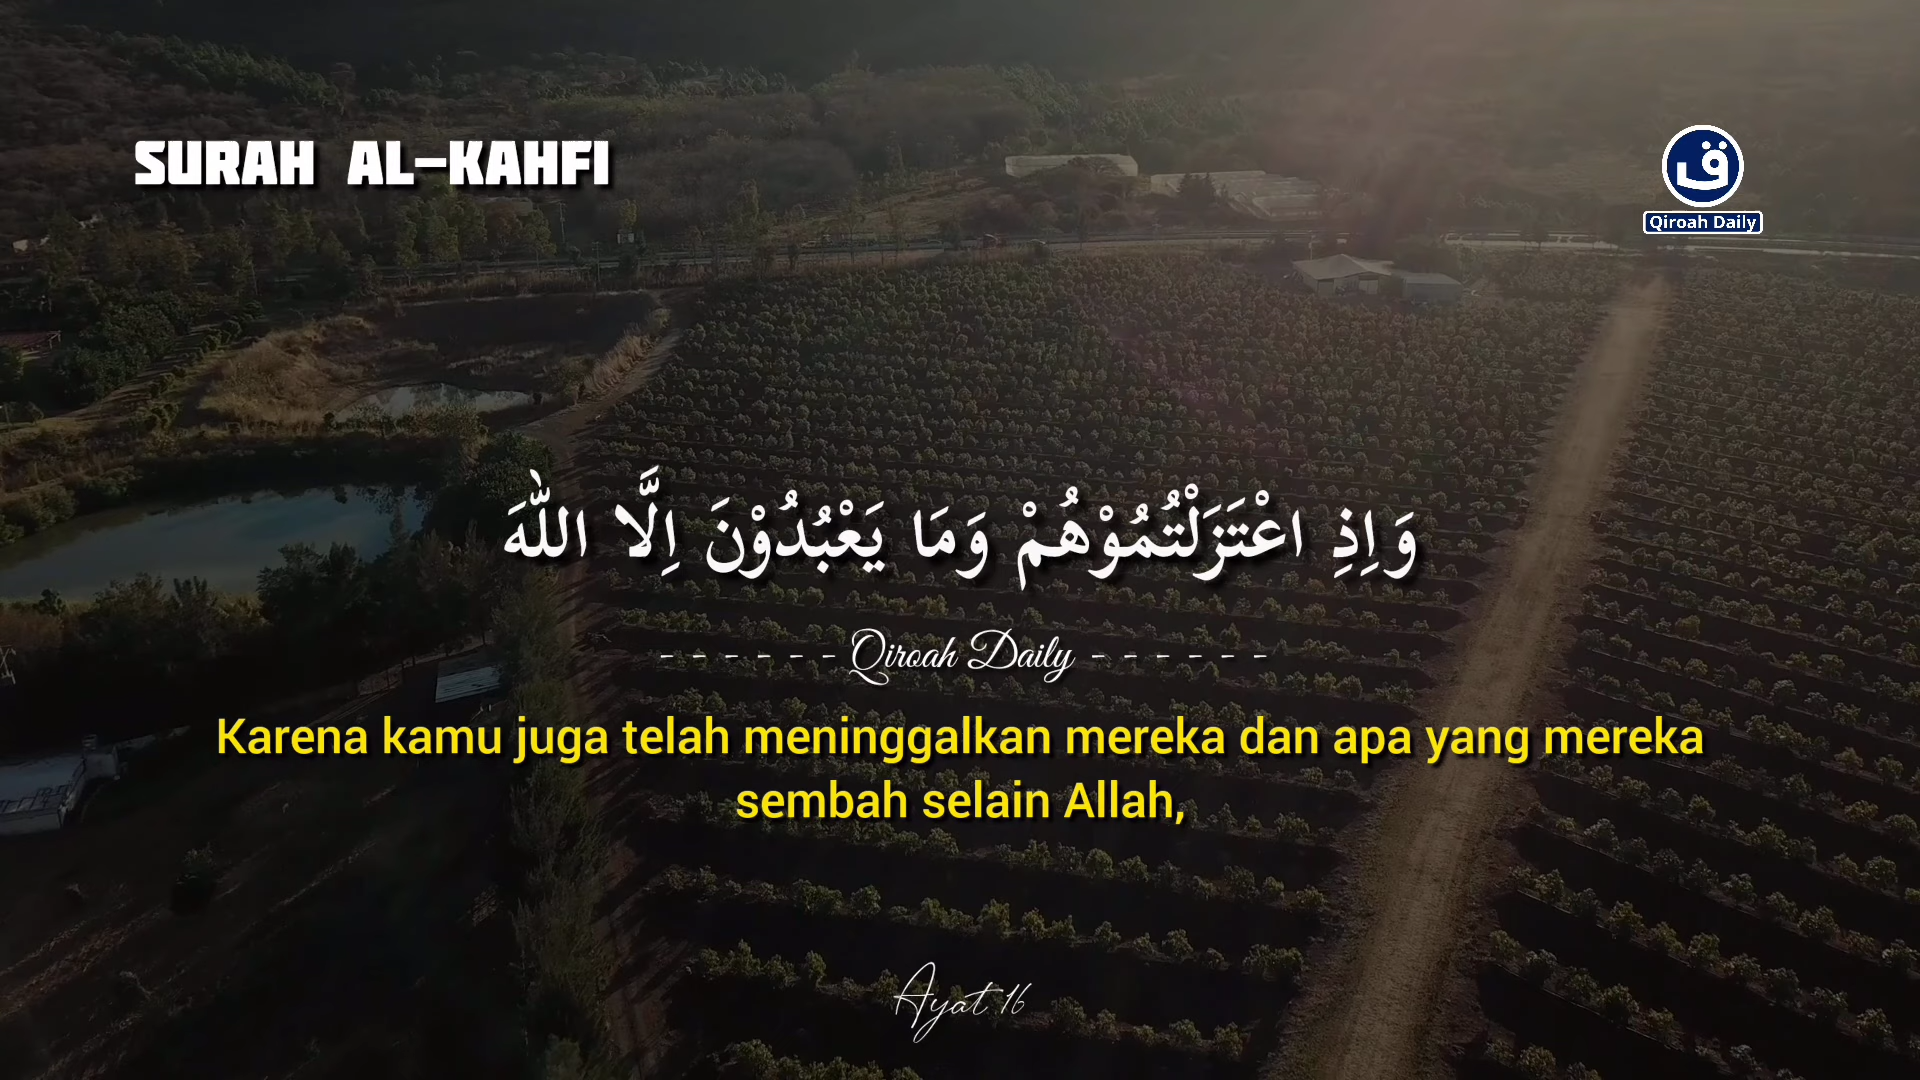 SURAH AL-KAHFI
ق
Qiroah Daily
وَاِذِ اعْتَزَلْتُمُوْهُمْ وَمَا يَعْبُدُوْنَ اِلَّا اللّٰهَ
------ Qiroah Daily ------
Karena kamu juga telah meninggalkan mereka dan apa yang mereka
sembah selain Allah,
Ayat 16